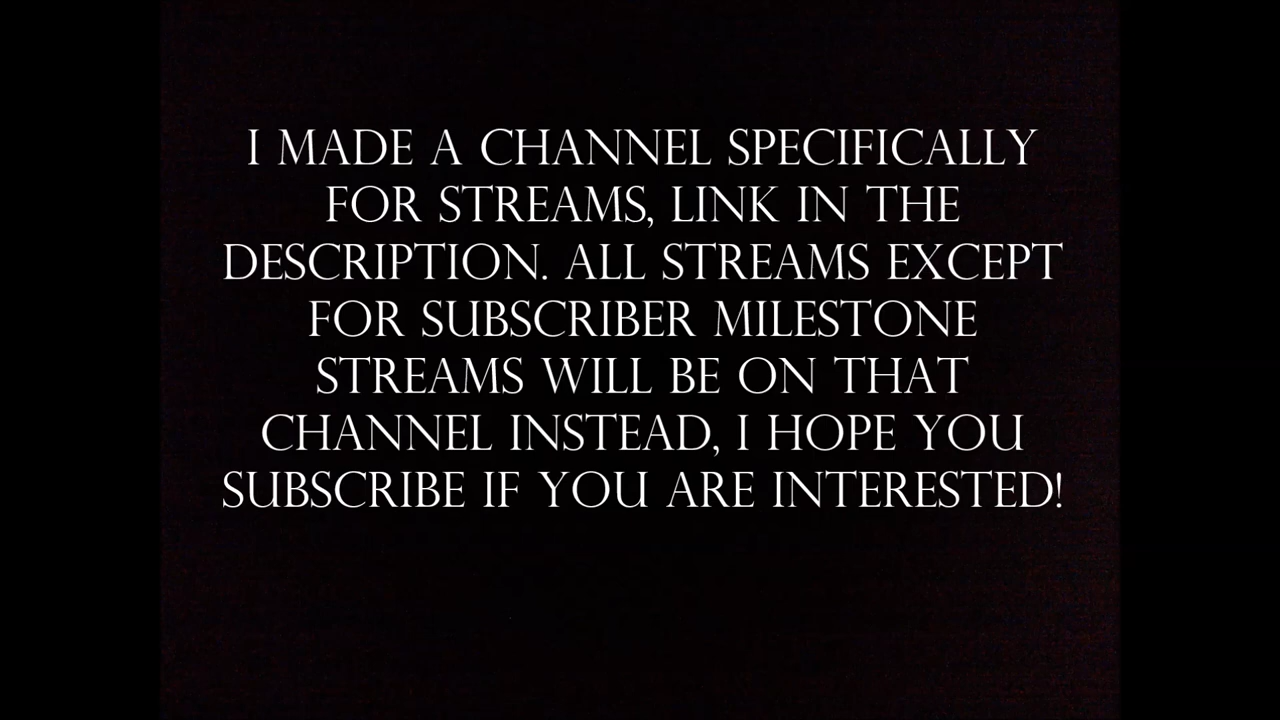 I MADE A CHANNEL SPECIFICALLY
FOR STREAMS, LINK IN THE
DESCRIPTION. ALL STREAMS EXCEPT
FOR SUBSCRIBER MILESTONE
STREAMS WILL BE ON THAT
CHANNEL INSTEAD, I HOPE YOU
SUBSCRIBE IF YOU ARE INTERESTED!